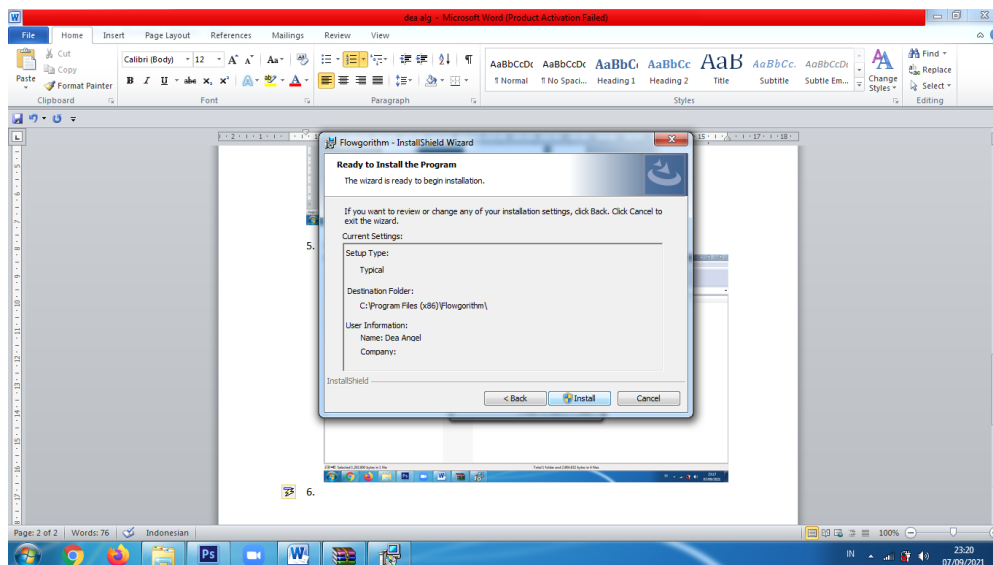 dea alg - Microsoft Word (Product Activation Failed)
File Home Insert Page Layout References Mailings Review View
Cut
Copy
Format Painter
Paste
Clipboard
Calibri (Body) 12
Font
Paragraph
AaBbCcDc AaBbCcDc AaBbC AaBbCc AaB AaBbCc. AaBbCcDc
¶ Normal ¶ No Spaci... Heading 1 Heading 2 Title Subtitle Subtle Em...
Change Styles
Styles
Find
Replace
Select
Editing
Flowgorithm - InstallShield Wizard
Ready to Install the Program
The wizard is ready to begin installation.
If you want to review or change any of your installation settings, click Back. Click Cancel to
exit the wizard.
Current Settings:
Setup Type:
Typical
Destination Folder:
C:\Program Files (x86)\Flowgorithm\
User Information:
Name: Dea Angel
Company:
InstallShield
< Back Install Cancel
5.
6.
Page: 2 of 2 Words: 76 Indonesian 100%
IN 23:20
07/09/2021